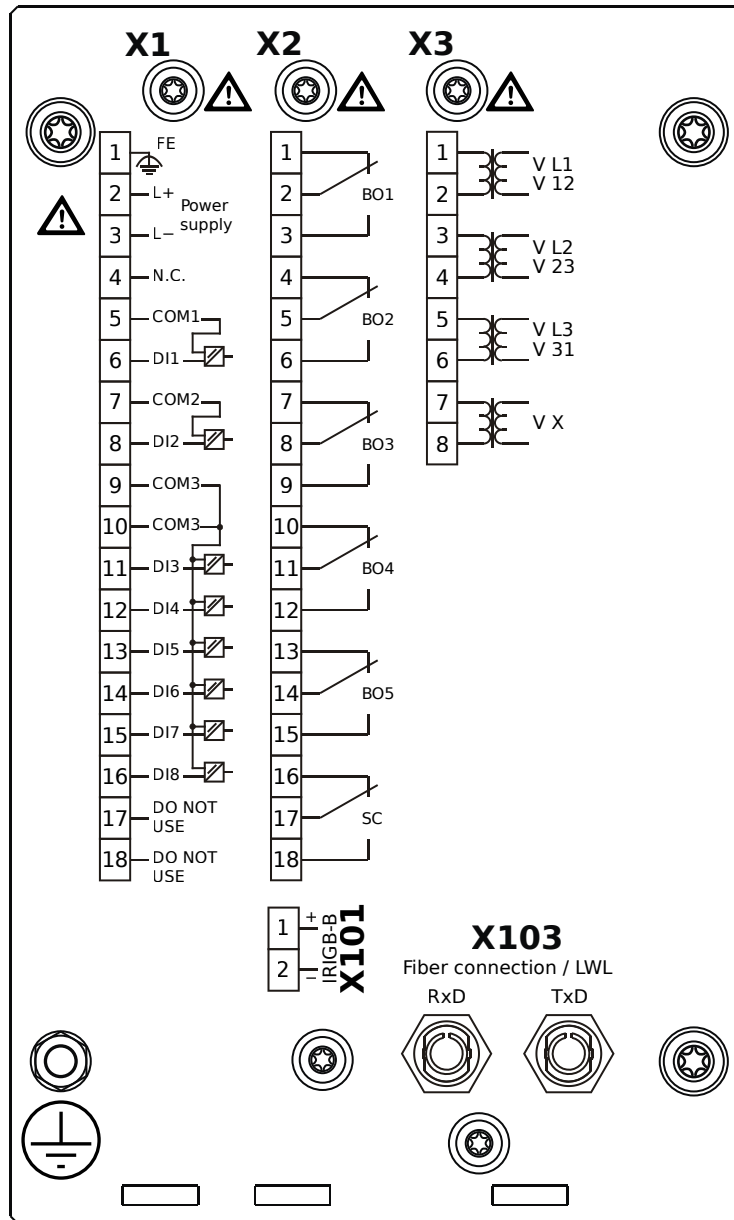 X1 X2 X3
1 FE
2 L+
Power
supply
3 L−
4 N.C.
5 COM1
6 DI1
7 COM2
8 DI2
9 COM3
10 COM3
11 DI3
12 DI4
13 DI5
14 DI6
15 DI7
16 DI8
17 DO NOT
USE
18 DO NOT
USE
1
2 BO1
3
4
5 BO2
6
7
8 BO3
9
10
11 BO4
12
13
14 BO5
15
16
17 SC
18
1 V L1
2 V 12
3 V L2
4 V 23
5 V L3
6 V 31
7 V X
8
1 +
2 −
IRIGB-B
X101
X103
Fiber connection / LWL
RxD TxD